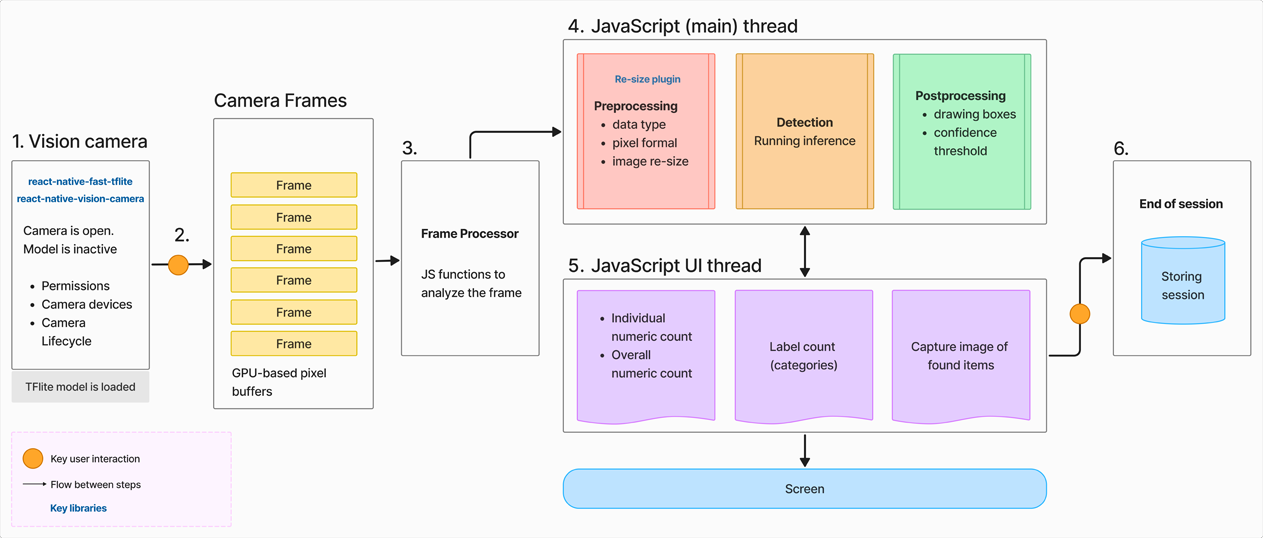 1. Vision camera
react-native-fast-tflite
react-native-vision-camera
Camera is open.
Model is inactive
• Permissions
• Camera devices
• Camera
Lifecycle
TFlite model is loaded
2.
Camera Frames
Frame
Frame
Frame
Frame
Frame
Frame
GPU-based pixel
buffers
3.
Frame Processor
JS functions to
analyze the frame
4. JavaScript (main) thread
Re-size plugin
Preprocessing
• data type
• pixel formal
• image re-size
Detection
Running inference
Postprocessing
• drawing boxes
• confidence
threshold
5. JavaScript UI thread
• Individual
numeric count
• Overall
numeric count
Label count
(categories)
Capture image of
found items
Screen
6.
End of session
Storing
session
Key user interaction
Flow between steps
Key libraries